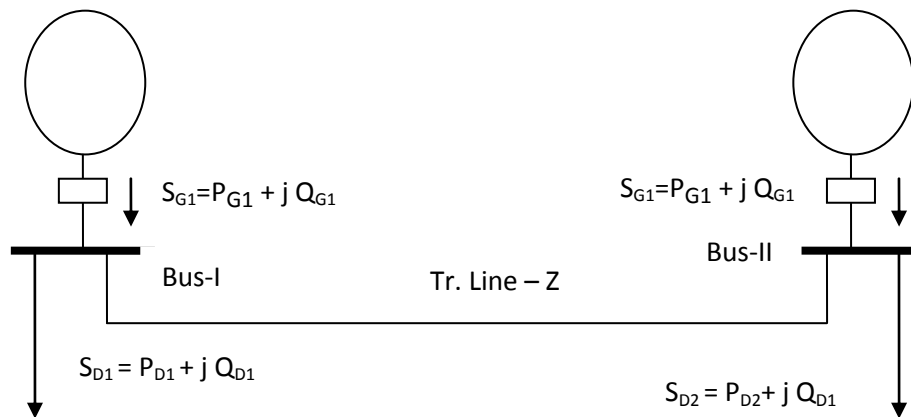 S_G1=P_G1 + j Q_G1
S_G1=P_G1 + j Q_G1
Bus-I
Tr. Line – Z
Bus-II
S_D1 = P_D1 + j Q_D1
S_D2 = P_D2+ j Q_D1